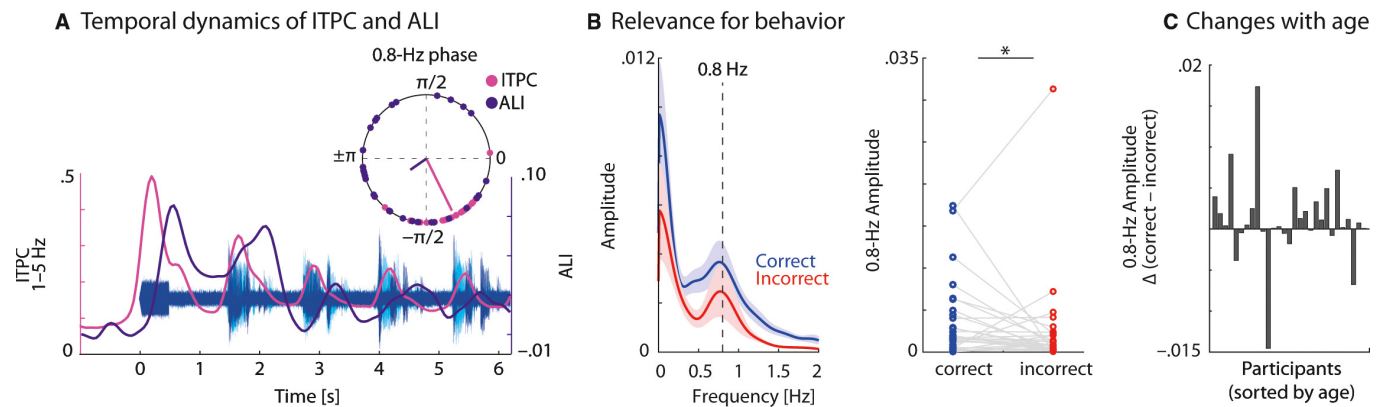 A Temporal dynamics of ITPC and ALI
0.8-Hz phase
π/2
ITPC
ALI
±π
0
−π/2
.5
0
ITPC
1–5 Hz
.10
−.01
ALI
0 1 2 3 4 5 6
Time [s]
B Relevance for behavior
.012
0
Amplitude
0.8 Hz
Correct
Incorrect
0 0.5 1 1.5 2
Frequency [Hz]
.035
0
0.8-Hz Amplitude
*
correct incorrect
C Changes with age
.02
−.015
0.8-Hz Amplitude
Δ (correct – incorrect)
Participants
(sorted by age)